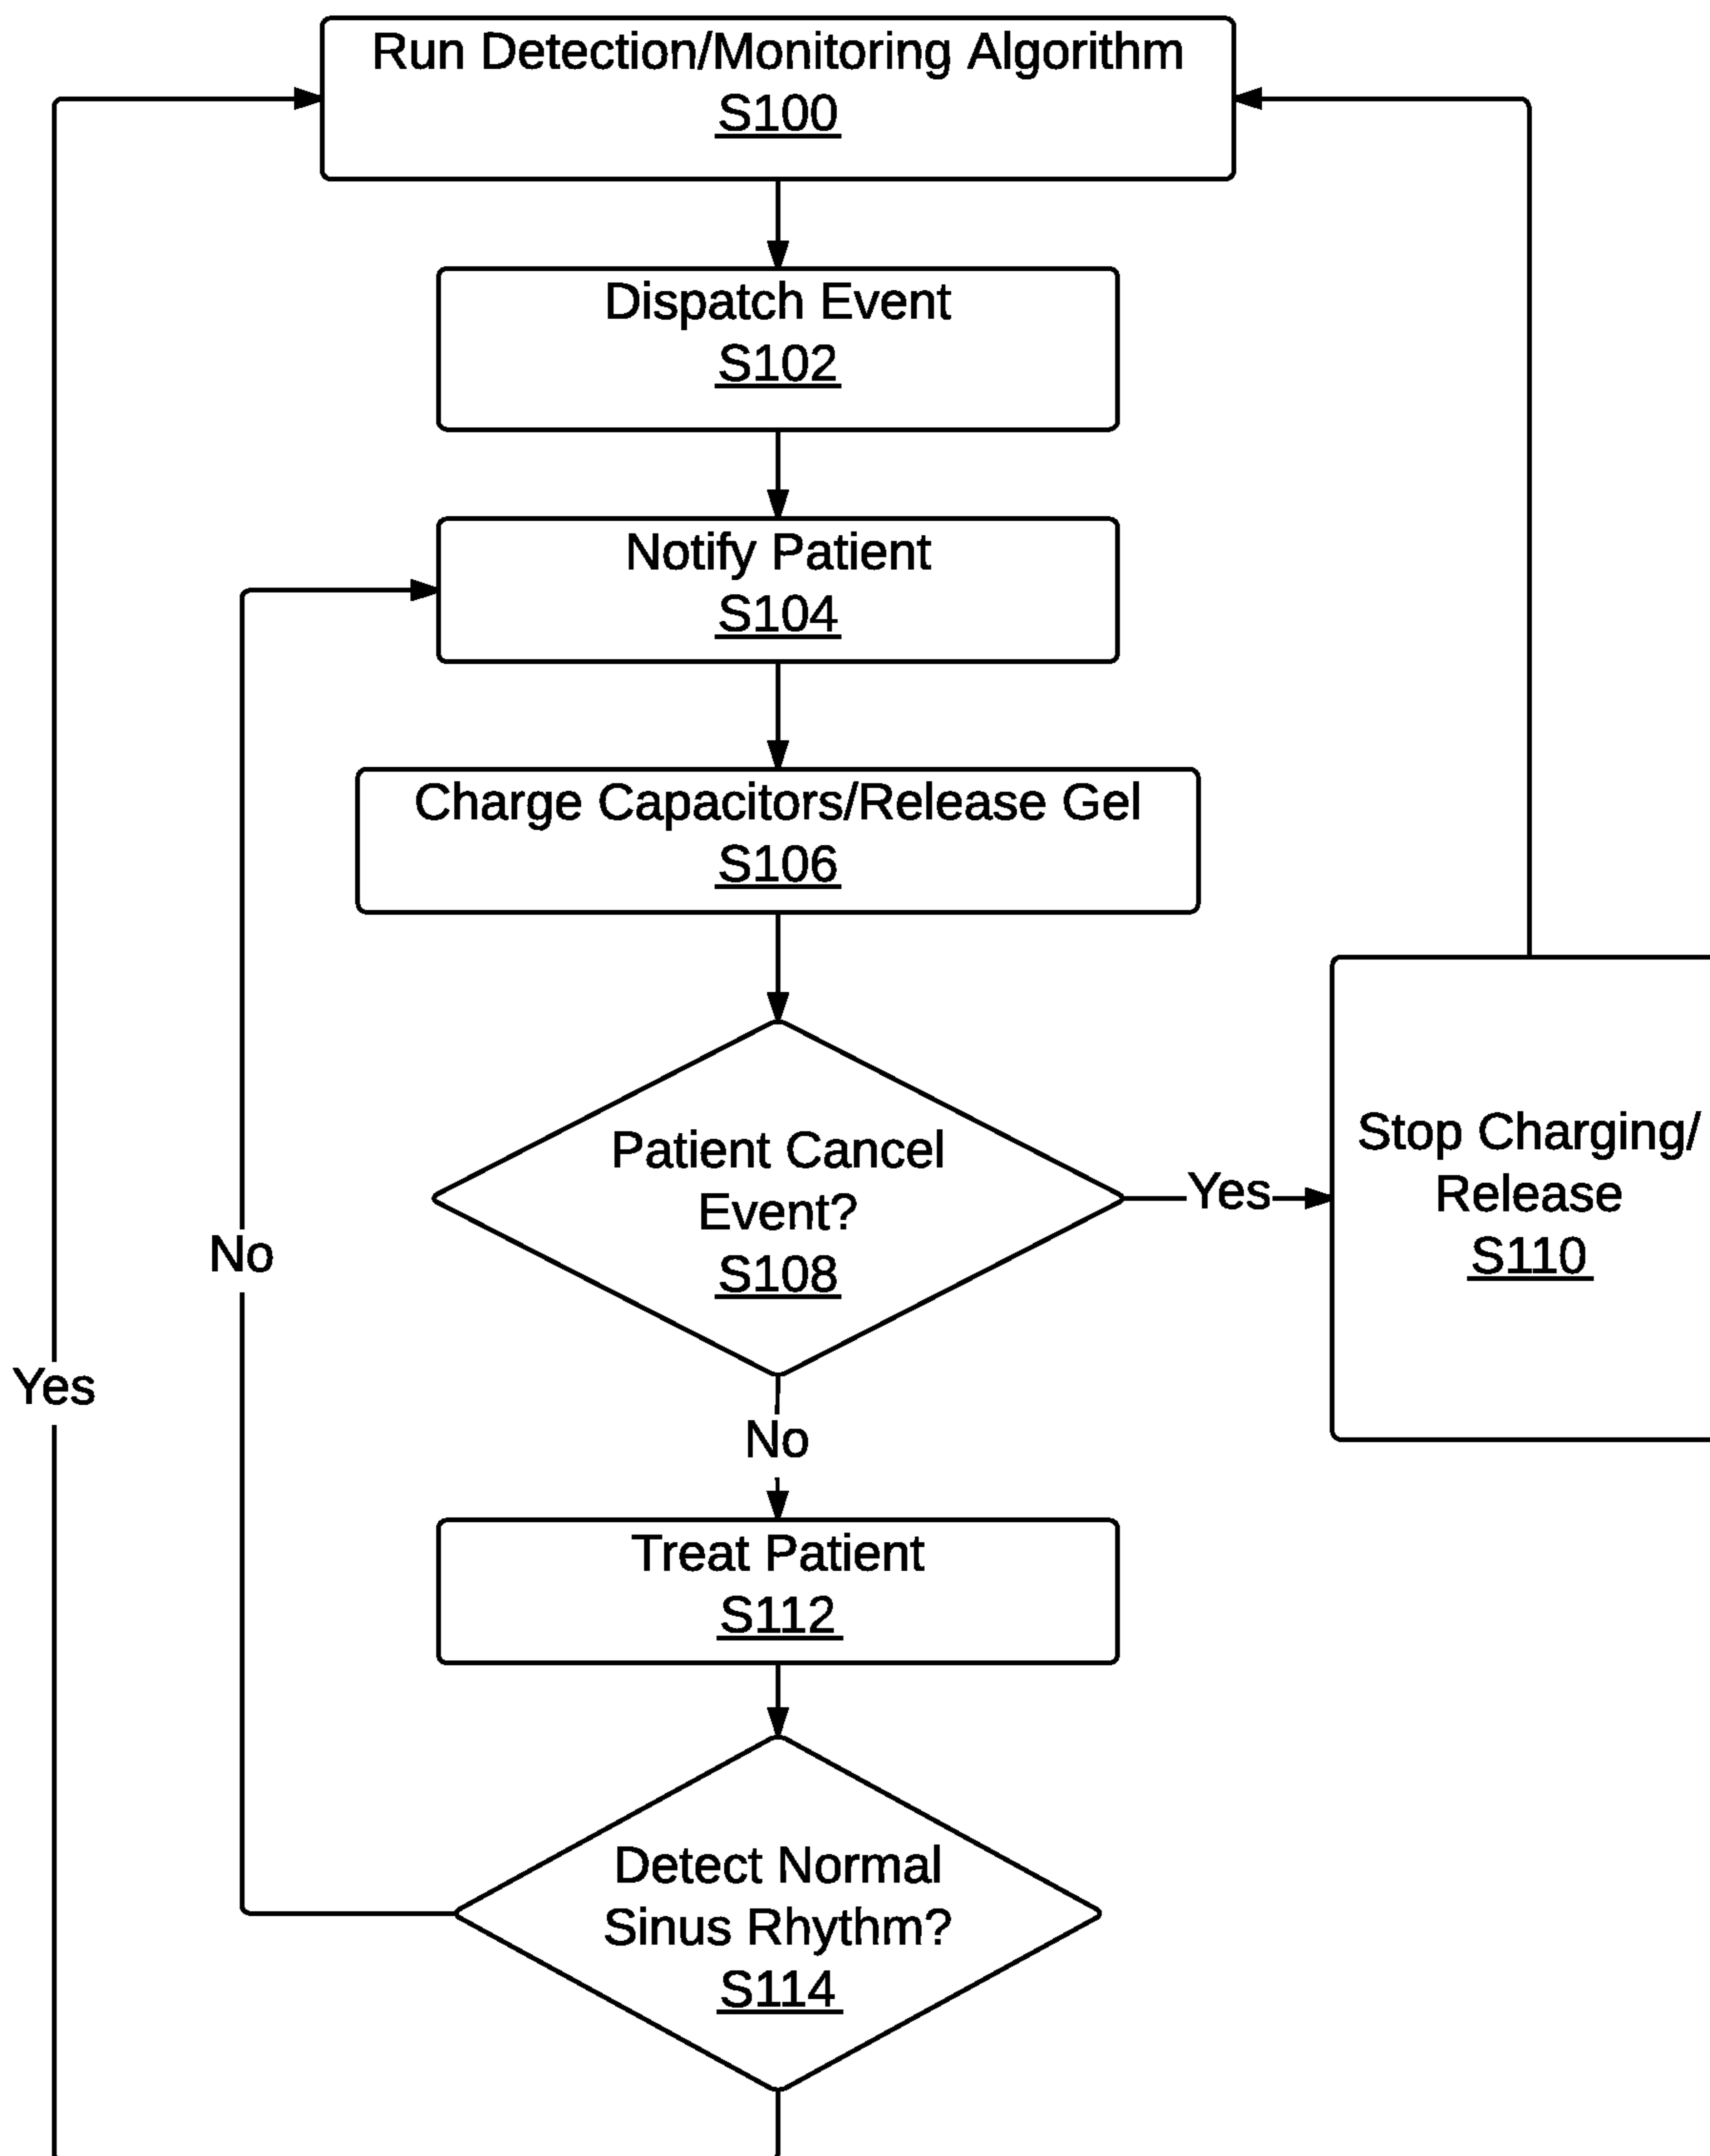 Run Detection/Monitoring Algorithm
S100
Dispatch Event
S102
Notify Patient
S104
Charge Capacitors/Release Gel
S106
Patient Cancel
Event?
S108
Yes
Stop Charging/
Release
S110
No
Yes
No
Treat Patient
S112
Detect Normal
Sinus Rhythm?
S114